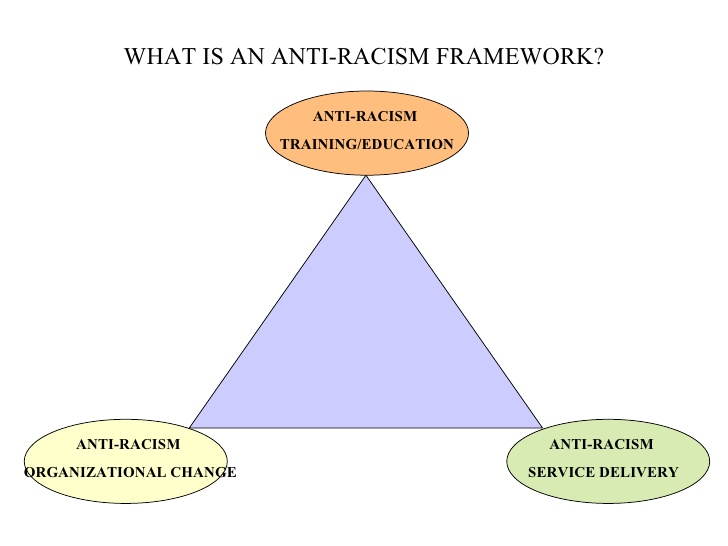 WHAT IS AN ANTI-RACISM FRAMEWORK?
ANTI-RACISM
TRAINING/EDUCATION
ANTI-RACISM
ORGANIZATIONAL CHANGE
ANTI-RACISM
SERVICE DELIVERY